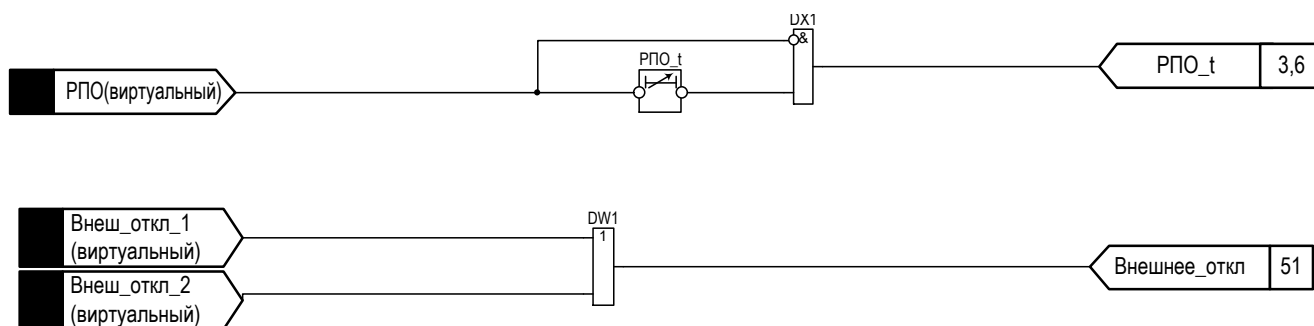 DX1
&
РПО_t
РПО_t 3,6
РПО(виртуальный)
Внеш_откл_1
(виртуальный)
DW1
1
Внешнее_откл 51
Внеш_откл_2
(виртуальный)